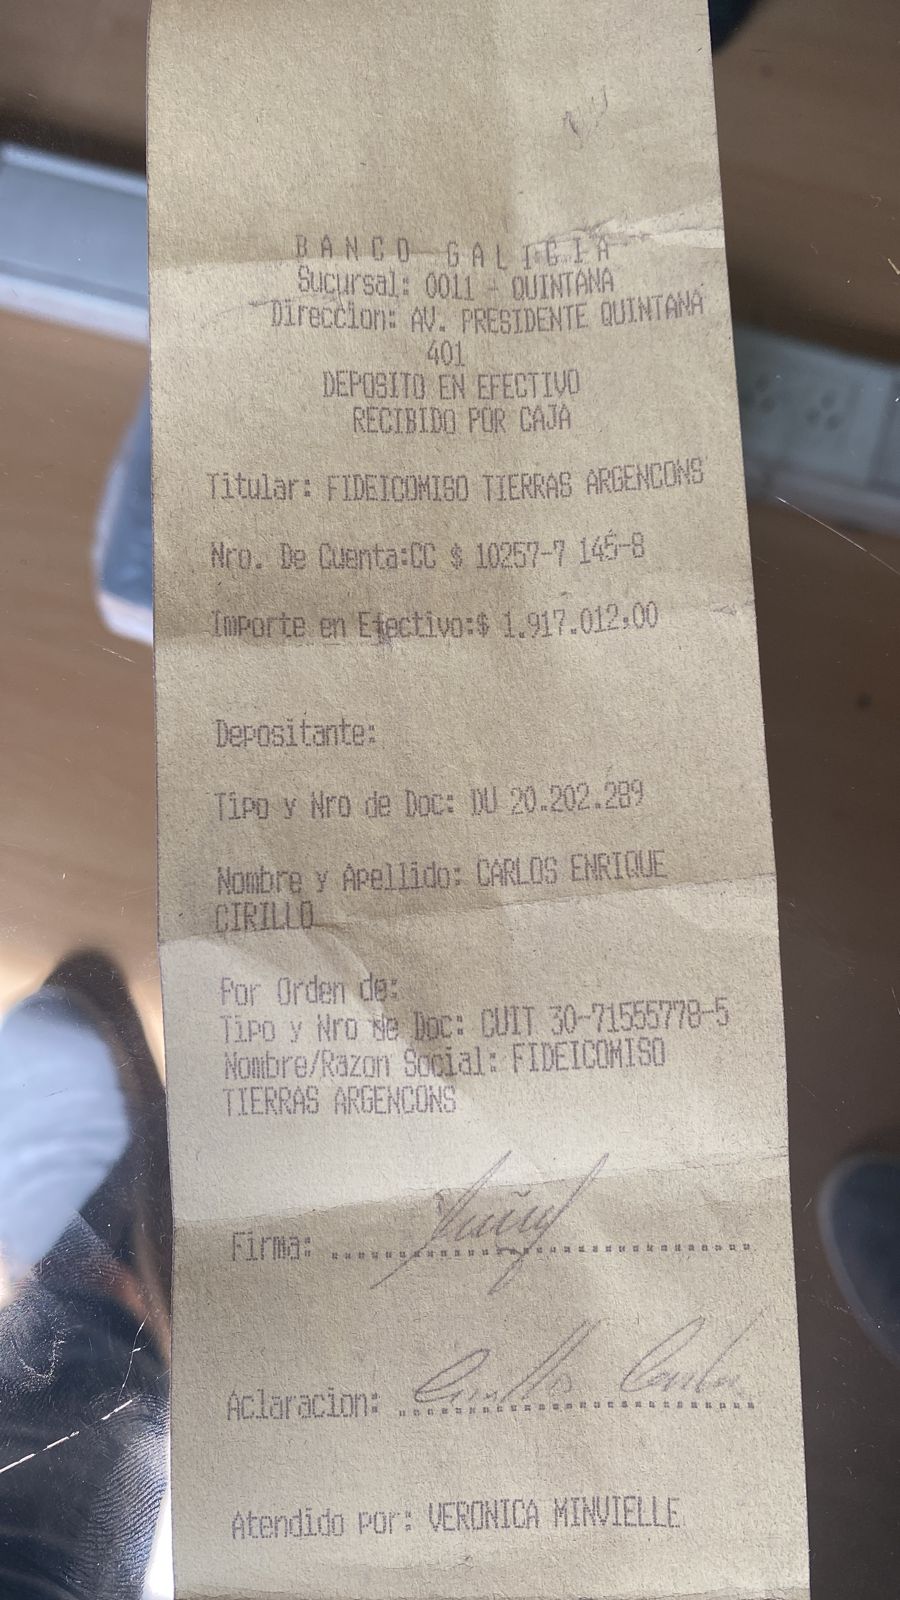 BANCO GALICIA
Sucursal: 0011 - QUINTANA
Direccion: AV. PRESIDENTE QUINTANA
401
DEPOSITO EN EFECTIVO
RECIBIDO POR CAJA
Titular: FIDEICOMISO TIERRAS ARGENCONS
Nro. De Cuenta:CC $ 10257-7 145-8
Importe en Efectivo:$ 1.917.012,00
Depositante:
Tipo y Nro de Doc: DU 20.202.289
Nombre y Apellido: CARLOS ENRIQUE
CIRILLO
Por Orden de:
Tipo y Nro de Doc: CUIT 30-71555778-5
Nombre/Razon Social: FIDEICOMISO
TIERRAS ARGENCONS
Firma:
Aclaracion: Cirillo Carlos
Atendido por: VERONICA MINVIELLE